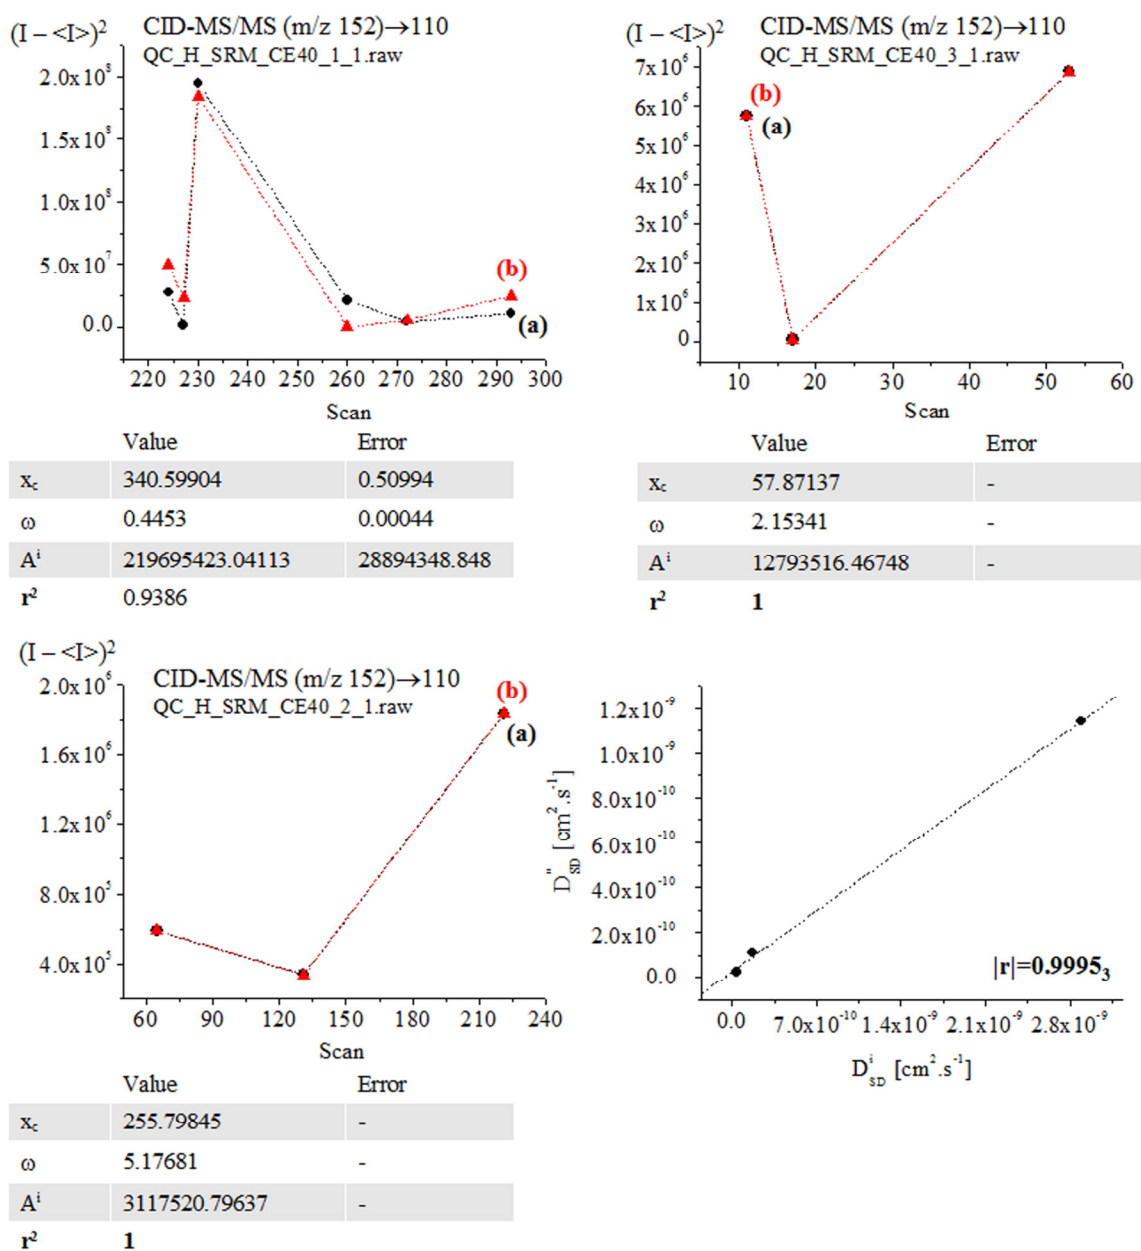 (I – <I>)²
CID-MS/MS (m/z 152)→110
QC_H_SRM_CE40_1_1.raw
2.0x10⁸
1.5x10⁸
1.0x10⁸
5.0x10⁷
0.0
(b)
(a)
220 230 240 250 260 270 280 290 300
Scan
Value Error
x꜀ 340.59904 0.50994
ω 0.4453 0.00044
Aⁱ 219695423.04113 28894348.848
r² 0.9386
(I – <I>)²
CID-MS/MS (m/z 152)→110
QC_H_SRM_CE40_3_1.raw
7x10⁶
6x10⁶
5x10⁶
4x10⁶
3x10⁶
2x10⁶
1x10⁶
0
(b)
(a)
10 20 30 40 50 60
Scan
Value Error
x꜀ 57.87137 -
ω 2.15341 -
Aⁱ 12793516.46748 -
r² 1
(I – <I>)²
CID-MS/MS (m/z 152)→110
QC_H_SRM_CE40_2_1.raw
2.0x10⁶
1.6x10⁶
1.2x10⁶
8.0x10⁵
4.0x10⁵
(b)
(a)
60 90 120 150 180 210 240
Scan
Value Error
x꜀ 255.79845 -
ω 5.17681 -
Aⁱ 3117520.79637 -
r² 1
D"SD [cm².s⁻¹]
1.2x10⁻⁹
1.0x10⁻⁹
8.0x10⁻¹⁰
6.0x10⁻¹⁰
4.0x10⁻¹⁰
2.0x10⁻¹⁰
0.0
|r|=0.9995₃
0.0 7.0x10⁻¹⁰ 1.4x10⁻⁹ 2.1x10⁻⁹ 2.8x10⁻⁹
DⁱSD [cm².s⁻¹]